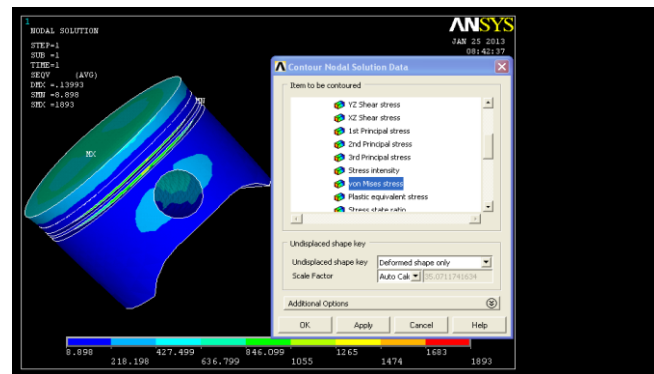 1
NODAL SOLUTION
STEP=1
SUB =1
TIME=1
SEQV (AVG)
DMX =.13993
SMN =8.898
SMX =1893
ANSYS
JAN 25 2013
08:42:37
MN
MX
Contour Nodal Solution Data
Item to be contoured
YZ Shear stress
XZ Shear stress
1st Principal stress
2nd Principal stress
3rd Principal stress
Stress intensity
von Mises stress
Plastic equivalent stress
Stress state ratio
Undisplaced shape key
Undisplaced shape key Deformed shape only
Scale Factor Auto Calc 35.0711741634
Additional Options
OK Apply Cancel Help
8.898 427.499 846.099 1265 1683
218.198 636.799 1055 1474 1893